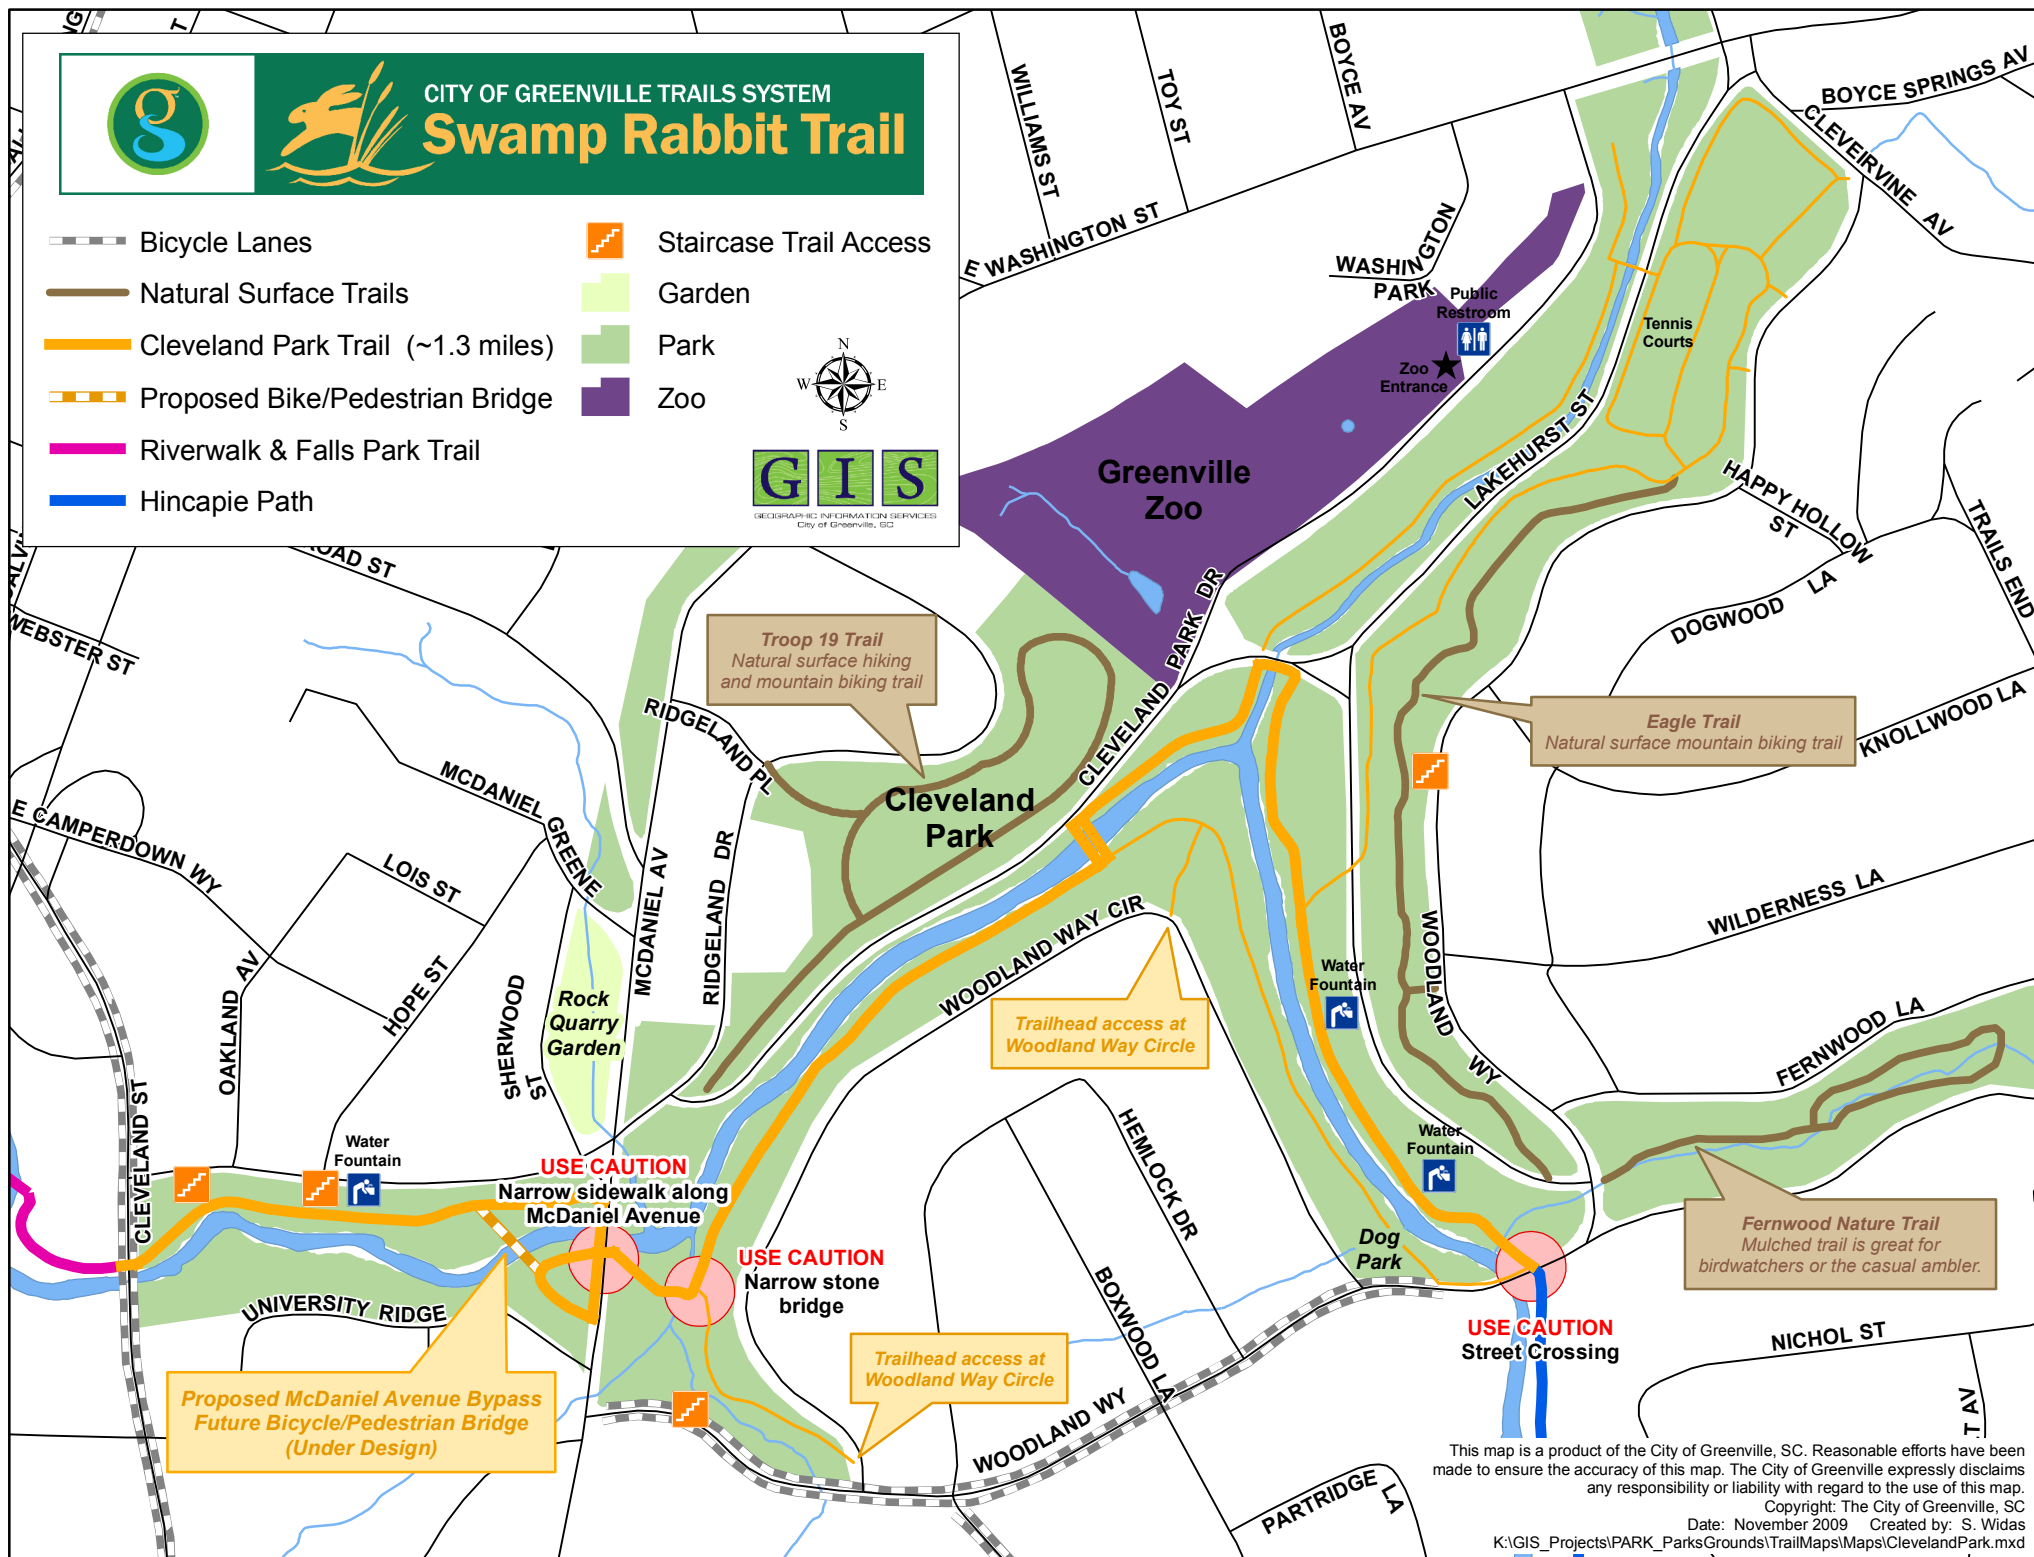 CITY OF GREENVILLE TRAILS SYSTEM
Swamp Rabbit Trail
Bicycle Lanes
Natural Surface Trails
Cleveland Park Trail (~1.3 miles)
Proposed Bike/Pedestrian Bridge
Riverwalk & Falls Park Trail
Hincapie Path
Staircase Trail Access
Garden
Park
Zoo
N
W E
S
G I S
GEOGRAPHIC INFORMATION SERVICES
City of Greenville, SC
WILLIAMS ST
TOY ST
BOYCE AV
BOYCE SPRINGS AV
CLEVEIRVINE AV
E WASHINGTON ST
WASHINGTON
PARK
Public
Restroom
Zoo
Entrance
Tennis
Courts
Greenville
Zoo
LAKEHURST ST
HAPPY HOLLOW
ST
TRAILS END
DOGWOOD LA
KNOLLWOOD LA
WEBSTER ST
Troop 19 Trail
Natural surface hiking
and mountain biking trail
CLEVELAND PARK DR
Eagle Trail
Natural surface mountain biking trail
RIDGELAND PL
MCDANIEL GREENE
E CAMPERDOWN WY
LOIS ST
Cleveland
Park
MCDANIEL AV
RIDGELAND DR
WOODLAND WAY CIR
WILDERNESS LA
WOODLAND WY
OAKLAND AV
HOPE ST
SHERWOOD
ST
Rock
Quarry
Garden
Water
Fountain
Trailhead access at
Woodland Way Circle
FERNWOOD LA
CLEVELAND ST
HEMLOCK DR
Water
Fountain
Water
Fountain
USE CAUTION
Narrow sidewalk along
McDaniel Avenue
USE CAUTION
Narrow stone
bridge
Dog
Park
Fernwood Nature Trail
Mulched trail is great for
birdwatchers or the casual ambler.
UNIVERSITY RIDGE
BOXWOOD LA
USE CAUTION
Street Crossing
NICHOL ST
Trailhead access at
Woodland Way Circle
Proposed McDaniel Avenue Bypass
Future Bicycle/Pedestrian Bridge
(Under Design)
WOODLAND WY
PARTRIDGE LA
This map is a product of the City of Greenville, SC. Reasonable efforts have been
made to ensure the accuracy of this map. The City of Greenville expressly disclaims
any responsibility or liability with regard to the use of this map.
Copyright: The City of Greenville, SC
Date: November 2009 Created by: S. Widas
K:\GIS_Projects\PARK_ParksGrounds\TrailMaps\Maps\ClevelandPark.mxd